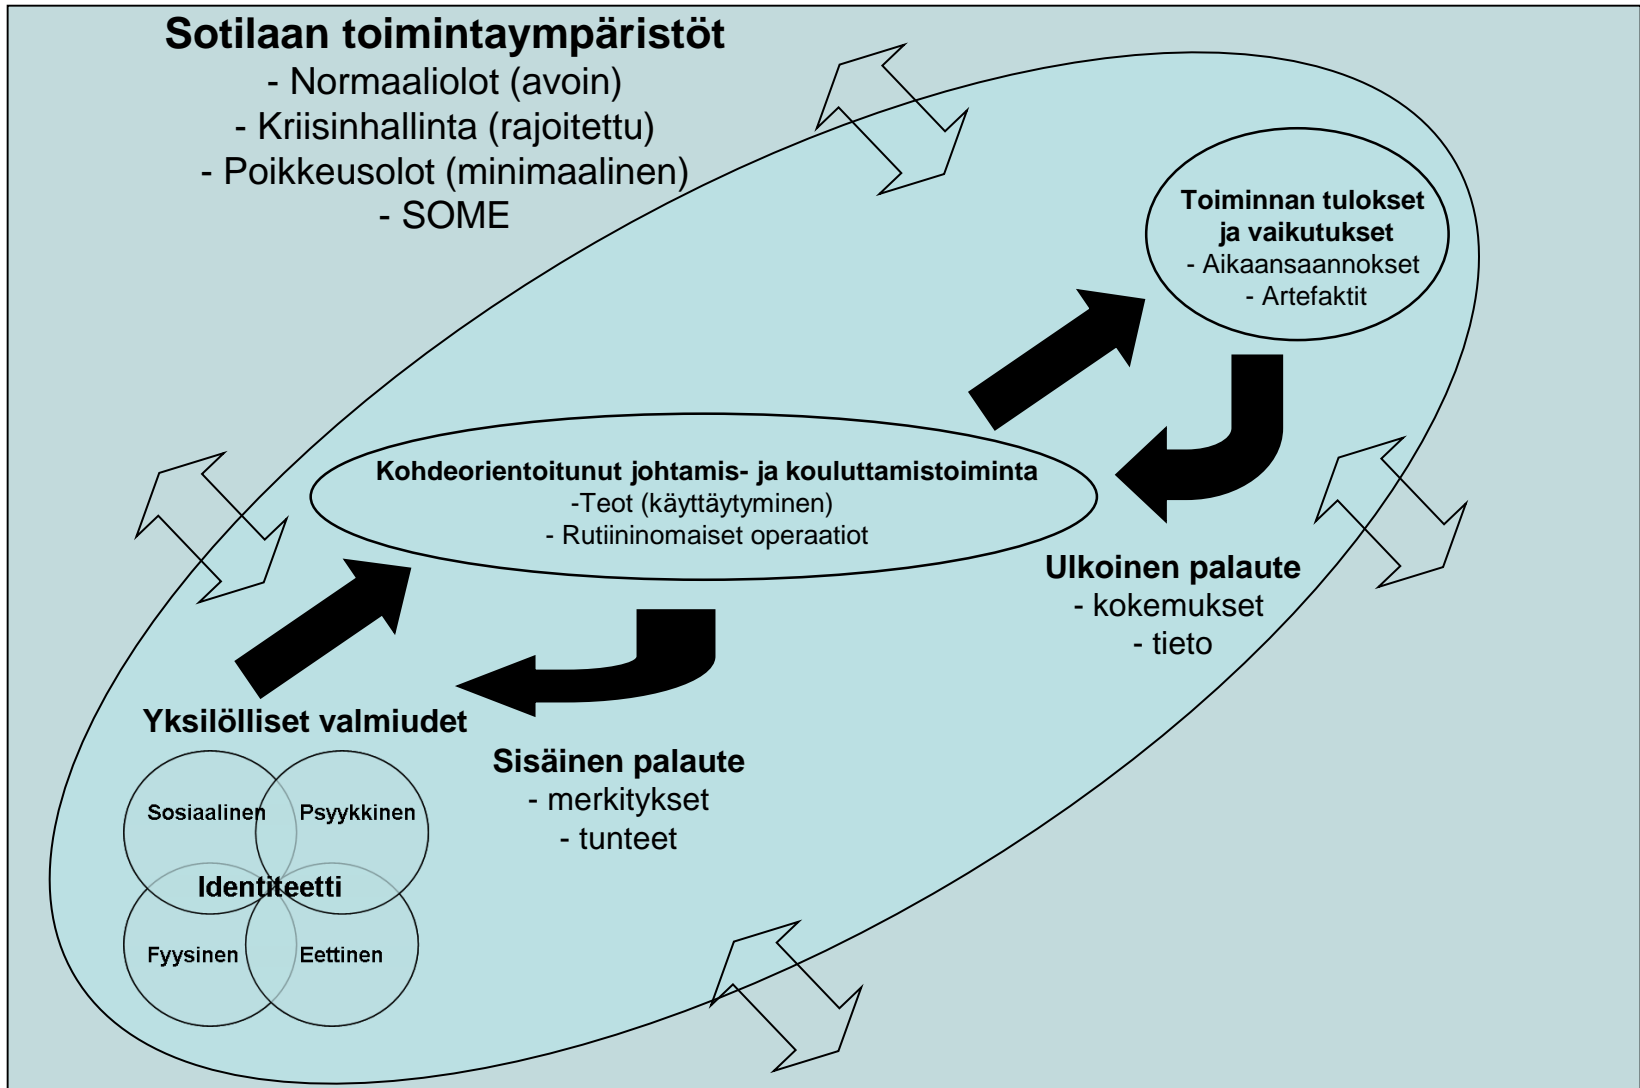 Sotilaan toimintaympäristöt
- Normaaliolot (avoin)
- Kriisinhallinta (rajoitettu)
- Poikkeusolot (minimaalinen)
- SOME
Toiminnan tulokset
ja vaikutukset
- Aikaansaannokset
- Artefaktit
Kohdeorientoitunut johtamis- ja kouluttamistoiminta
-Teot (käyttäytyminen)
- Rutiininomaiset operaatiot
Ulkoinen palaute
- kokemukset
- tieto
Yksilölliset valmiudet
Sisäinen palaute
- merkitykset
- tunteet
Sosiaalinen
Psyykkinen
Identiteetti
Fyysinen
Eettinen